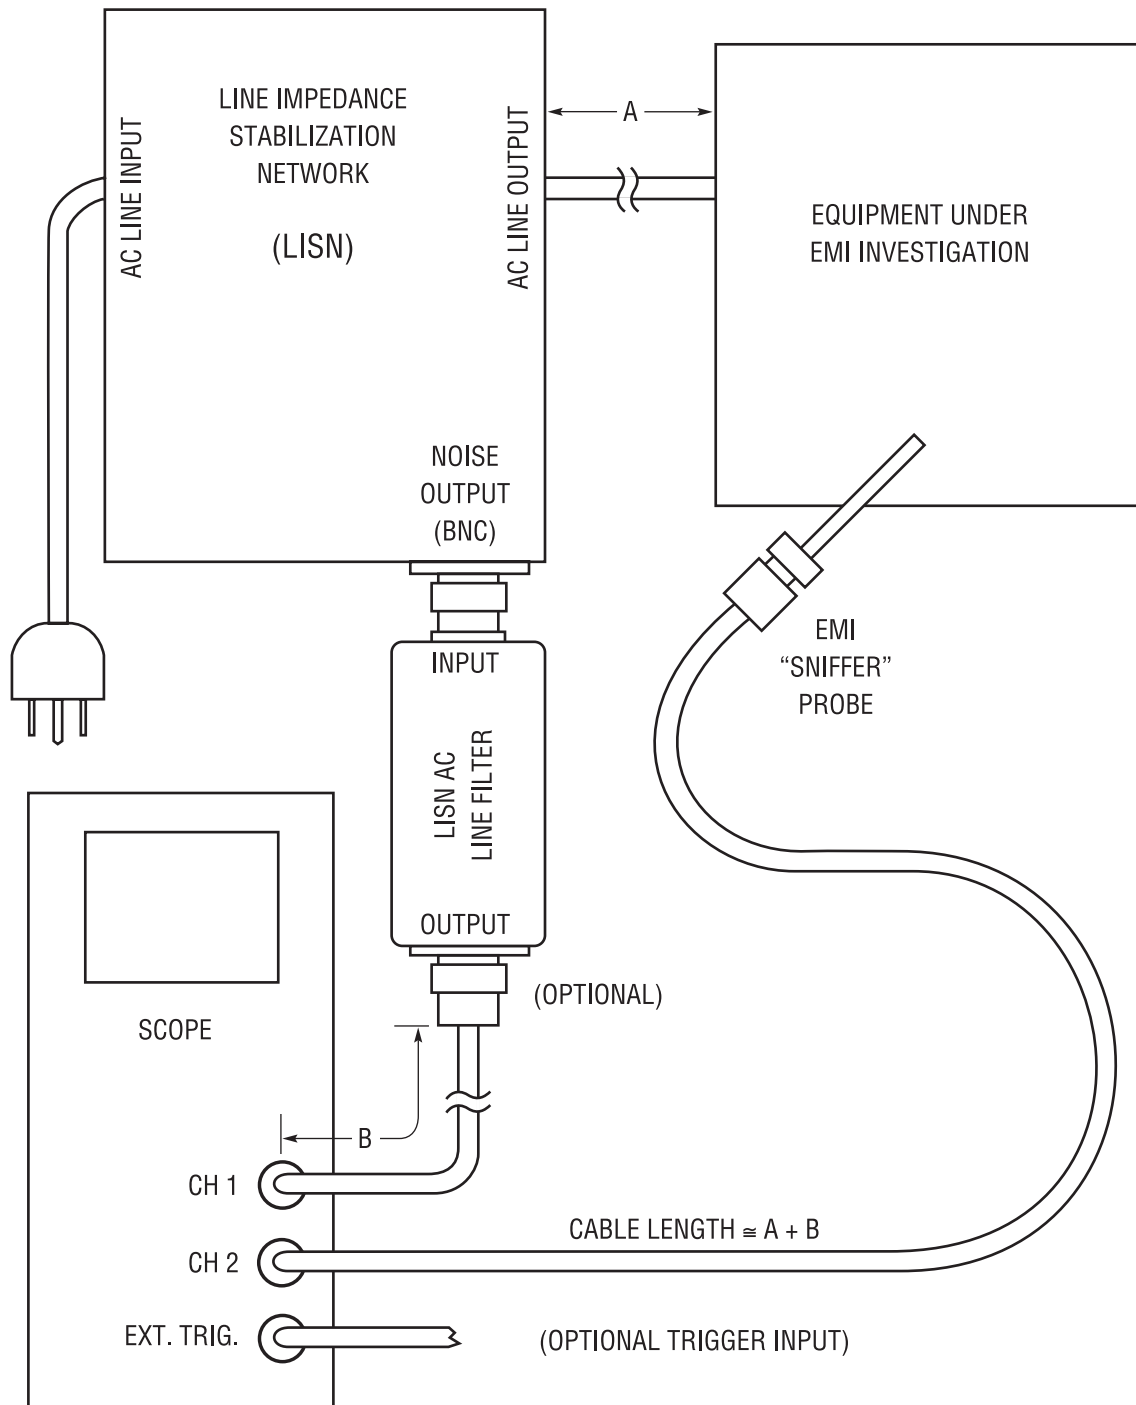 LINE IMPEDANCE
STABILIZATION
NETWORK
(LISN)
AC LINE INPUT
AC LINE OUTPUT
A
EQUIPMENT UNDER
EMI INVESTIGATION
NOISE
OUTPUT
(BNC)
EMI
“SNIFFER”
PROBE
INPUT
LISN AC
LINE FILTER
OUTPUT
(OPTIONAL)
SCOPE
B
CH 1
CABLE LENGTH ≅ A + B
CH 2
EXT. TRIG.
(OPTIONAL TRIGGER INPUT)